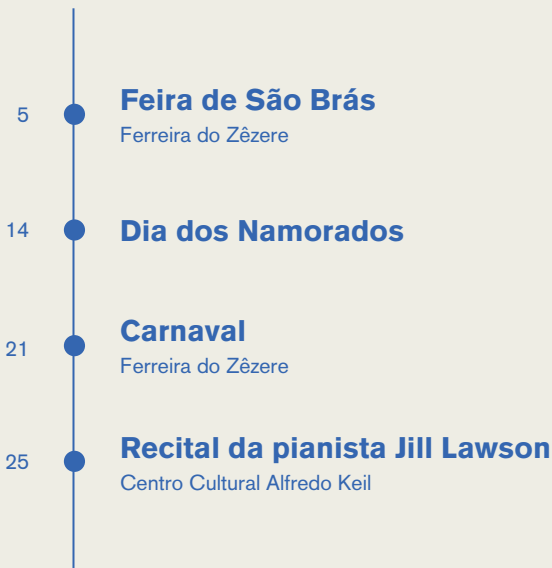 5
Feira de São Brás
Ferreira do Zêzere
14
Dia dos Namorados
21
Carnaval
Ferreira do Zêzere
25
Recital da pianista Jill Lawson
Centro Cultural Alfredo Keil